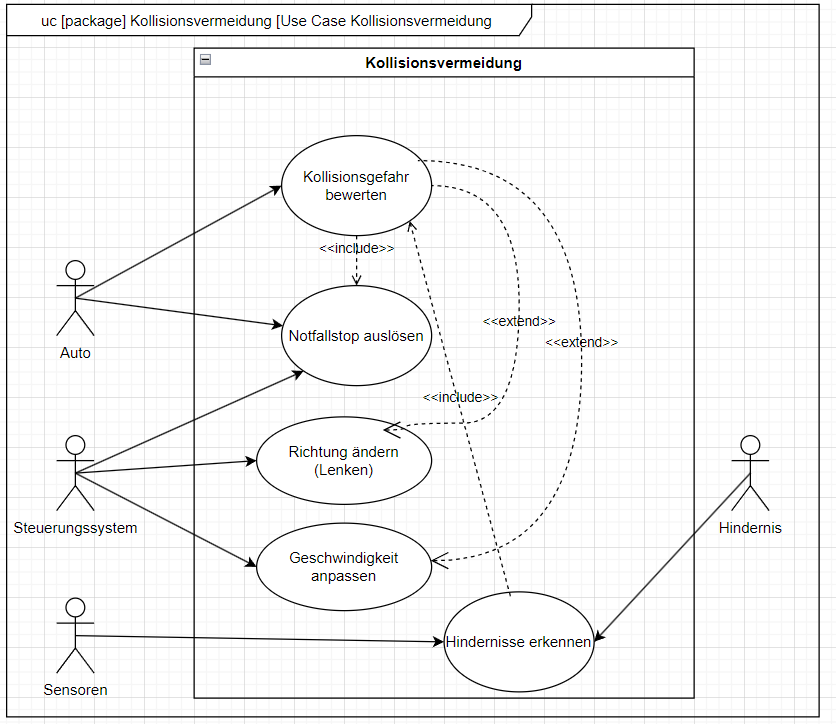 uc [package] Kollisionsvermeidung [Use Case Kollisionsvermeidung
Kollisionsvermeidung
Kollisionsgefahr
bewerten
<<include>>
Auto
Notfallstop auslösen
<<extend>>
<<extend>>
<<include>>
Richtung ändern
(Lenken)
Steuerungssystem
Hindernis
Geschwindigkeit
anpassen
Hindernisse erkennen
Sensoren